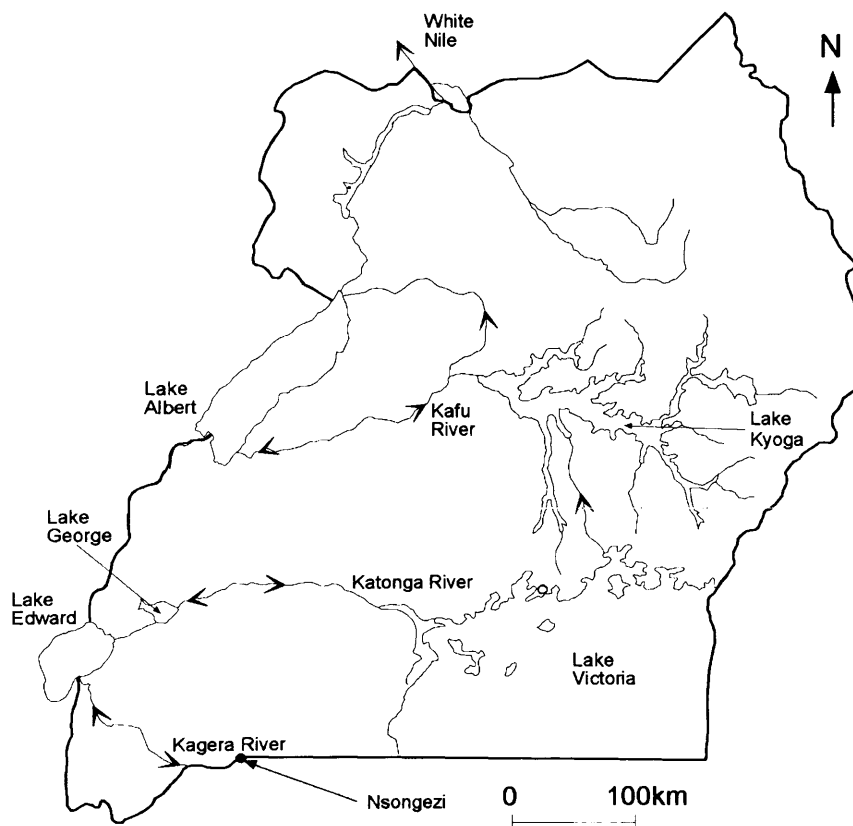 White
Nile
N
Lake
Albert
Kafu
River
Lake
Kyoga
Lake
George
Lake
Edward
Katonga River
Lake
Victoria
Kagera River
Nsongezi
0 100km